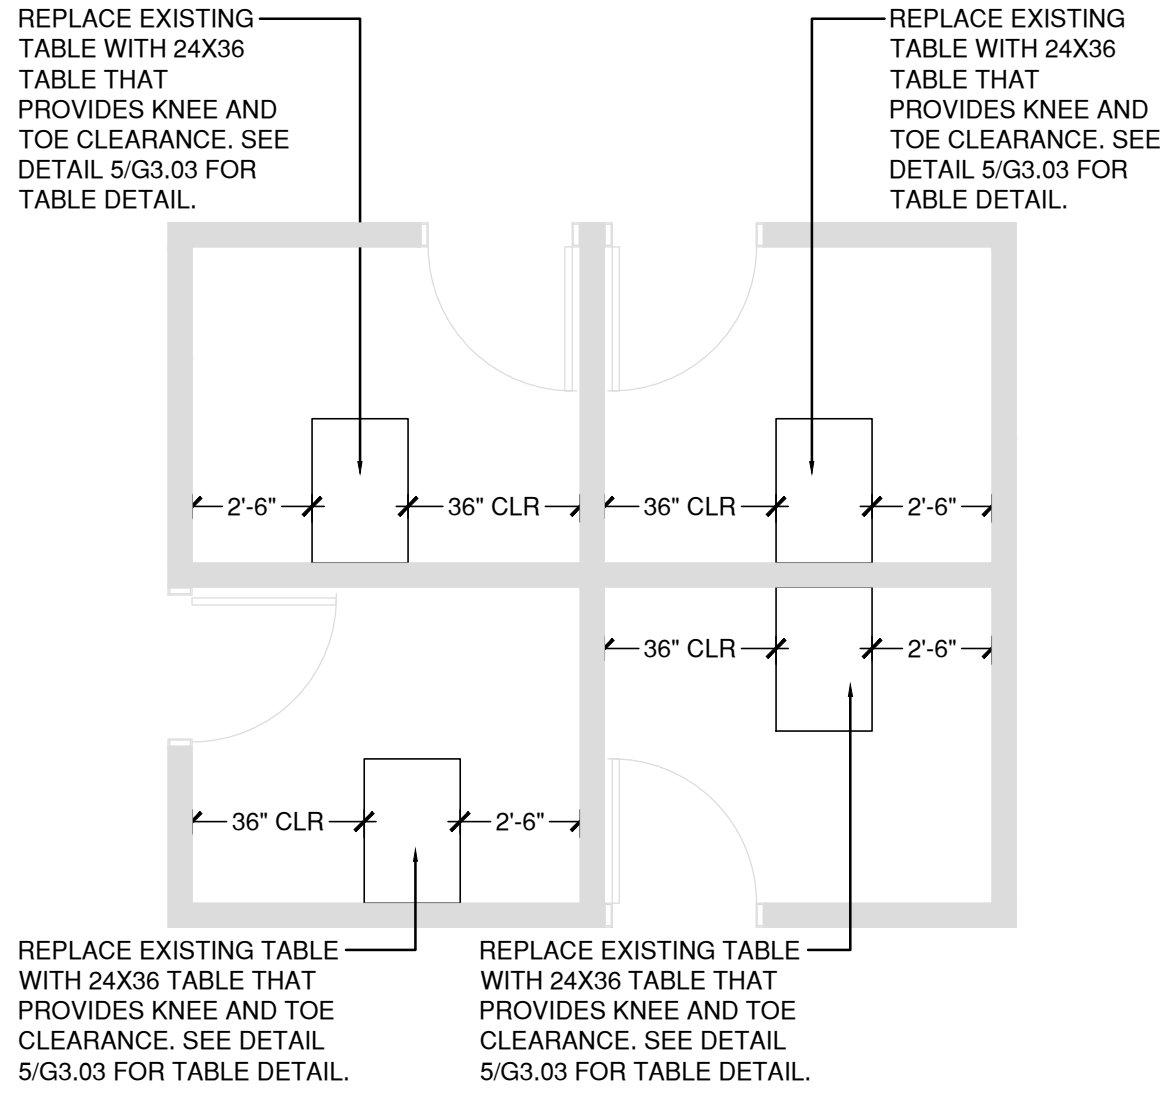 REPLACE EXISTING
TABLE WITH 24X36
TABLE THAT
PROVIDES KNEE AND
TOE CLEARANCE. SEE
DETAIL 5/G3.03 FOR
TABLE DETAIL.
REPLACE EXISTING
TABLE WITH 24X36
TABLE THAT
PROVIDES KNEE AND
TOE CLEARANCE. SEE
DETAIL 5/G3.03 FOR
TABLE DETAIL.
2'-6" 36" CLR 36" CLR 2'-6"
36" CLR 2'-6"
36" CLR 2'-6"
REPLACE EXISTING TABLE
WITH 24X36 TABLE THAT
PROVIDES KNEE AND TOE
CLEARANCE. SEE DETAIL
5/G3.03 FOR TABLE DETAIL.
REPLACE EXISTING TABLE
WITH 24X36 TABLE THAT
PROVIDES KNEE AND TOE
CLEARANCE. SEE DETAIL
5/G3.03 FOR TABLE DETAIL.